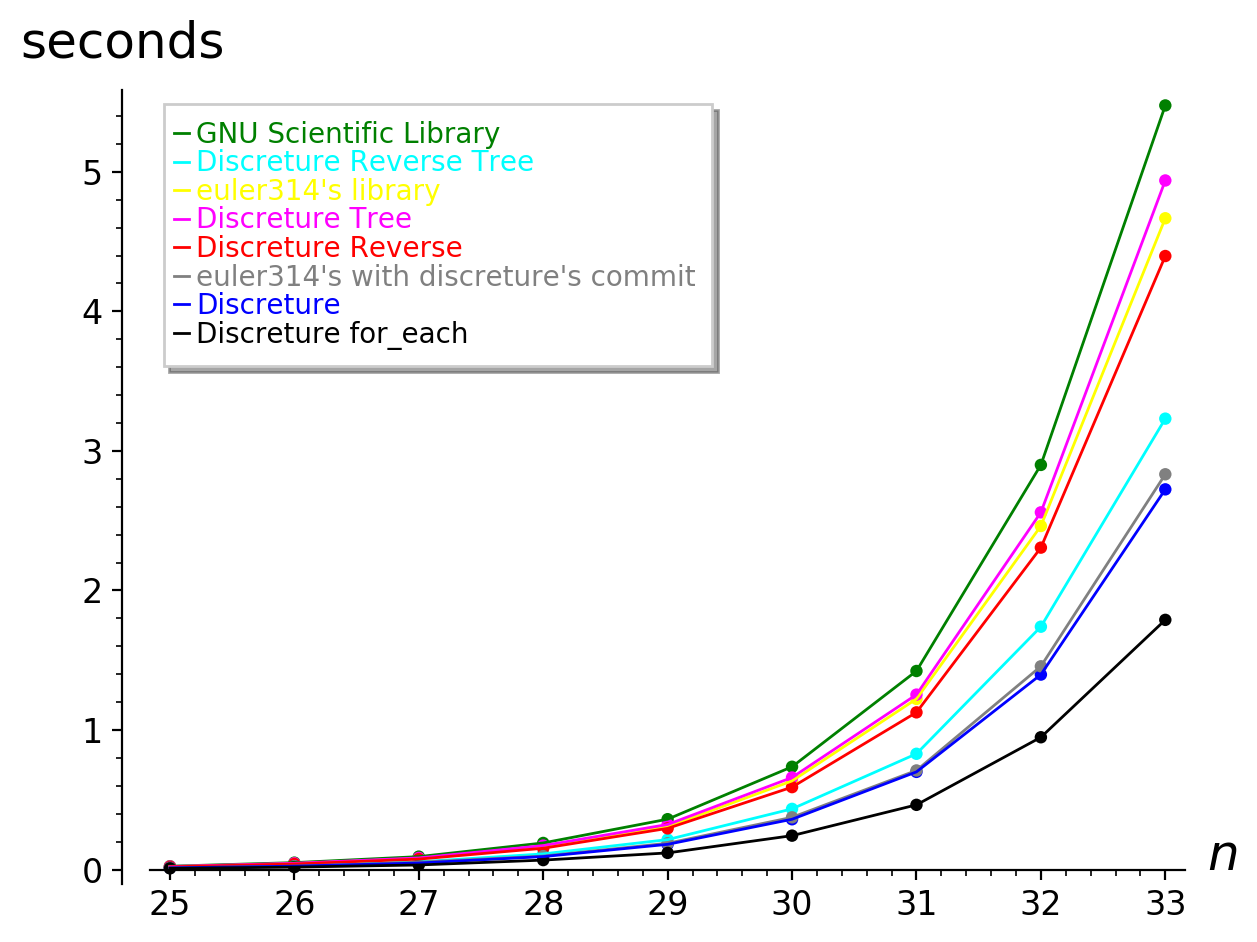 seconds
GNU Scientific Library
Discreture Reverse Tree
euler314's library
Discreture Tree
Discreture Reverse
euler314's with discreture's commit
Discreture
Discreture for_each
5
4
3
2
1
0
n
25 26 27 28 29 30 31 32 33